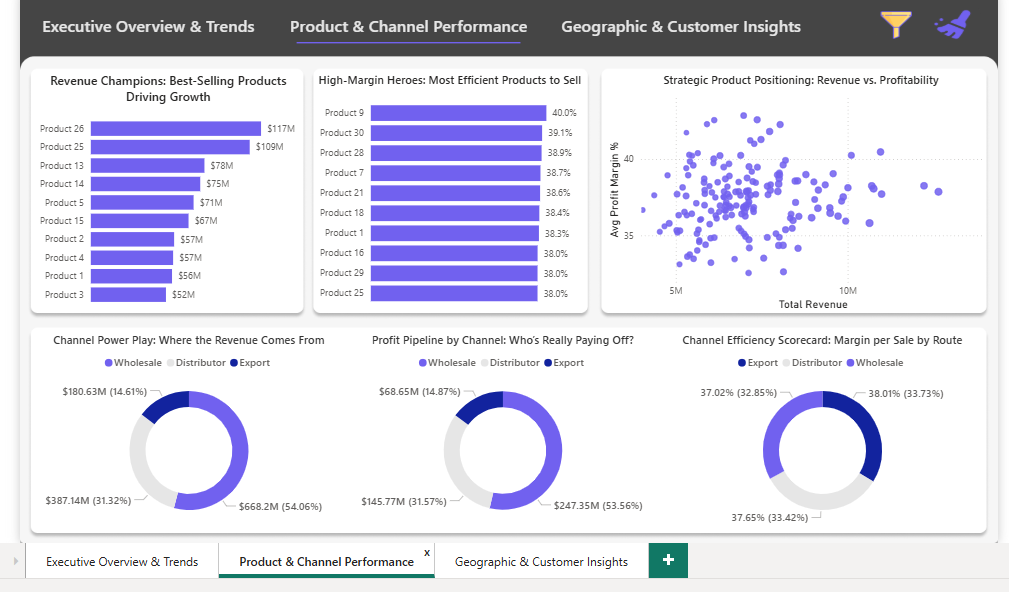 Executive Overview & Trends
Product & Channel Performance
Geographic & Customer Insights
Revenue Champions: Best-Selling Products
Driving Growth
Product 26 $117M
Product 25 $109M
Product 13 $78M
Product 14 $75M
Product 5 $71M
Product 15 $67M
Product 2 $57M
Product 4 $57M
Product 1 $56M
Product 3 $52M
High-Margin Heroes: Most Efficient Products to Sell
Product 9 40.0%
Product 30 39.1%
Product 28 38.9%
Product 7 38.7%
Product 21 38.6%
Product 18 38.4%
Product 1 38.3%
Product 16 38.0%
Product 29 38.0%
Product 25 38.0%
Strategic Product Positioning: Revenue vs. Profitability
Avg Profit Margin %
40
35
5M 10M
Total Revenue
Channel Power Play: Where the Revenue Comes From
Wholesale Distributor Export
$180.63M (14.61%)
$387.14M (31.32%)
$668.2M (54.06%)
Profit Pipeline by Channel: Who's Really Paying Off?
Wholesale Distributor Export
$68.65M (14.87%)
$145.77M (31.57%)
$247.35M (53.56%)
Channel Efficiency Scorecard: Margin per Sale by Route
Export Distributor Wholesale
37.02% (32.85%)
38.01% (33.73%)
37.65% (33.42%)
Executive Overview & Trends
Product & Channel Performance x
Geographic & Customer Insights
+